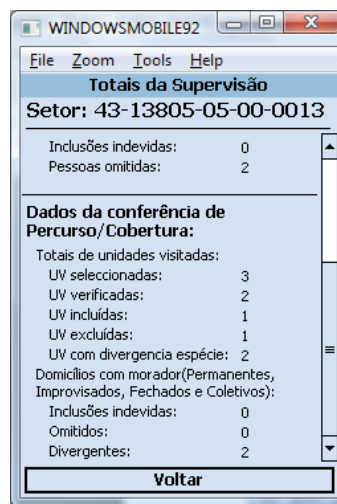 WINDOWSMOBILE92
File Zoom Tools Help
Totais da Supervisão
Setor: 43-13805-05-00-0013
Inclusões indevidas: 0
Pessoas omitidas: 2
Dados da conferência de
Percurso/Cobertura:
Totais de unidades visitadas:
UV seleccionadas: 3
UV verificadas: 2
UV incluídas: 1
UV excluídas: 1
UV com divergencia espécie: 2
Domicílios com morador(Permanentes,
Improvisados, Fechados e Coletivos):
Inclusões indevidas: 0
Omitidos: 0
Divergentes: 2
Voltar